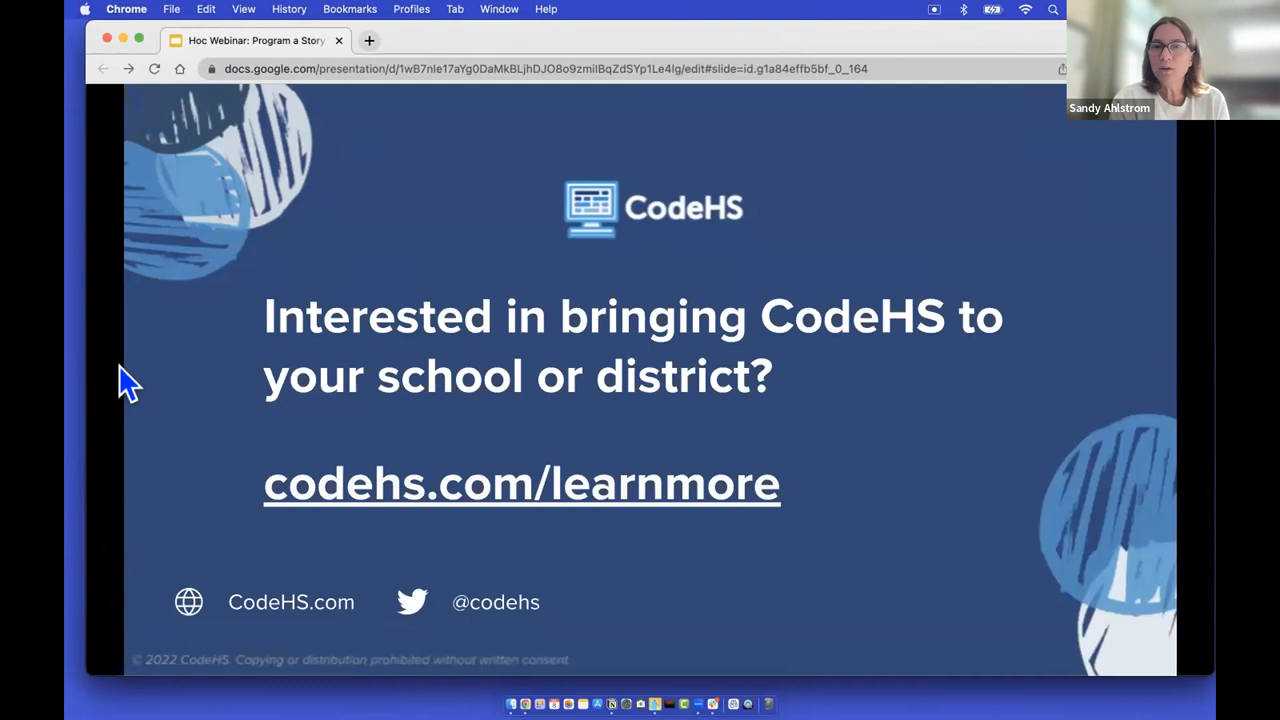 Chrome File Edit View History Bookmarks Profiles Tab Window Help
Hoc Webinar: Program a Story
docs.google.com/presentation/d/1wB7nIe17aYg0DaMkBLjhDJO8o9zmiIBqZdSYp1Le4Ig/edit#slide=id.g1a84effb5bf_0_164
Sandy Ahlstrom
CodeHS
Interested in bringing CodeHS to
your school or district?
codehs.com/learnmore
CodeHS.com @codehs
© 2022 CodeHS. Copying or distribution prohibited without written consent.